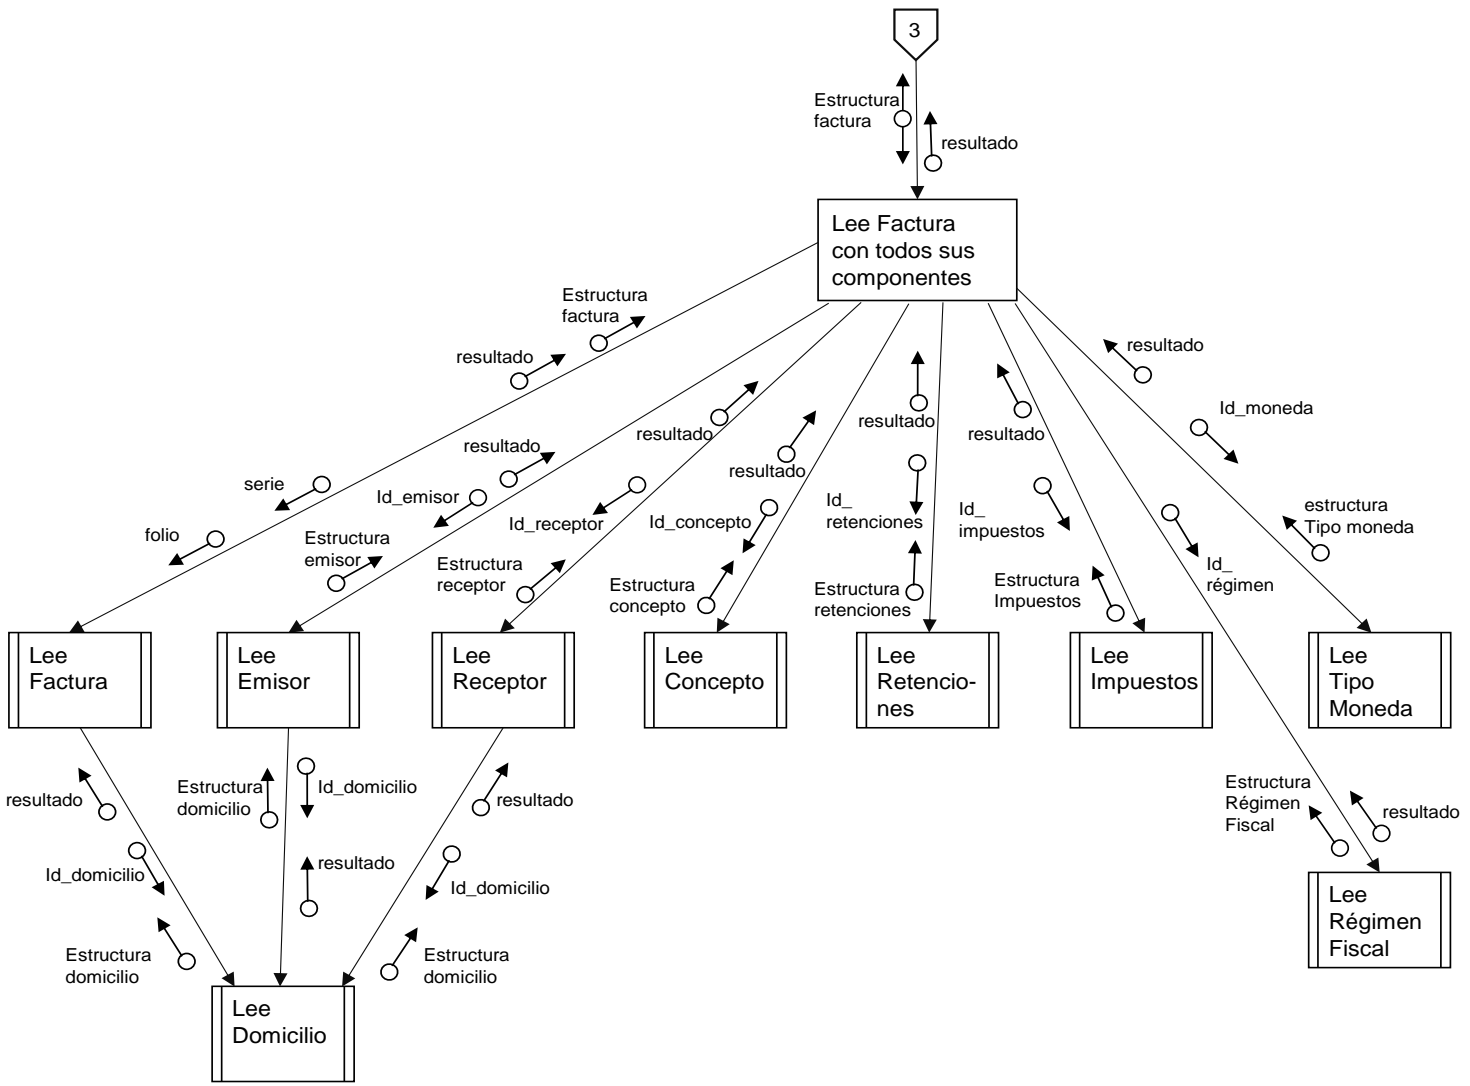 3
Estructura
factura
resultado
Lee Factura
con todos sus
componentes
Estructura
factura
resultado
serie
folio
resultado
Id_emisor
Estructura
emisor
resultado
Id_receptor
Estructura
receptor
resultado
Id_concepto
Estructura
concepto
resultado
Id_
retenciones
Estructura
retenciones
resultado
Id_
impuestos
Estructura
Impuestos
resultado
Id_moneda
estructura
Tipo moneda
Id_
régimen
Lee
Factura
Lee
Emisor
Lee
Receptor
Lee
Concepto
Lee
Retencio-
nes
Lee
Impuestos
Lee
Tipo
Moneda
resultado
Id_domicilio
Estructura
domicilio
Estructura
domicilio
Id_domicilio
resultado
resultado
Id_domicilio
Estructura
domicilio
Estructura
Régimen
Fiscal
resultado
Lee
Régimen
Fiscal
Lee
Domicilio